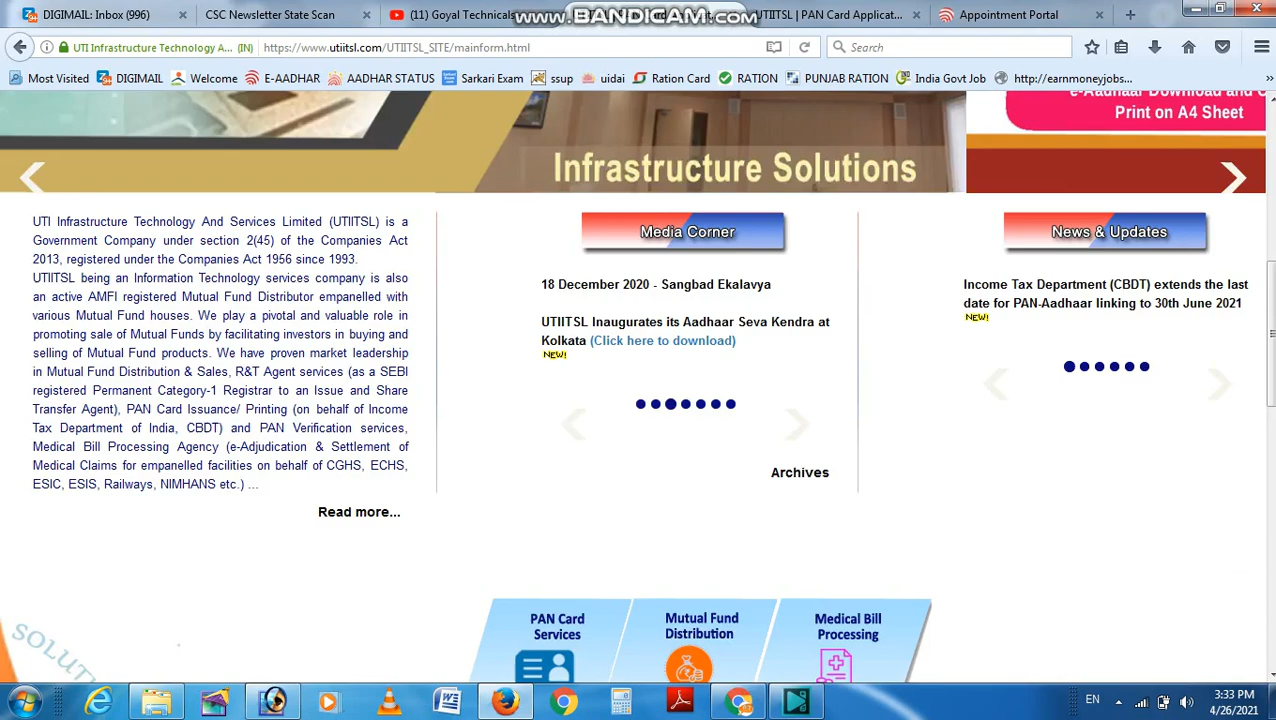 DIGIMAIL: Inbox (996)
CSC Newsletter State Scan
(11) Goyal Technicals
www.BANDICAM.com
UTIITSL | PAN Card Applicat...
Appointment Portal
UTI Infrastructure Technology A... (IN)
https://www.utiitsl.com/UTIITSL_SITE/mainform.html
Search
Most Visited
DIGIMAIL
Welcome
E-AADHAR
AADHAR STATUS
Sarkari Exam
ssup
uidai
Ration Card
RATION
PUNJAB RATION
India Govt Job
http://earnmoneyjobs...
e-Aadhaar Download and
Print on A4 Sheet
Infrastructure Solutions
UTI Infrastructure Technology And Services Limited (UTIITSL) is a
Government Company under section 2(45) of the Companies Act
2013, registered under the Companies Act 1956 since 1993.
UTIITSL being an Information Technology services company is also
an active AMFI registered Mutual Fund Distributor empanelled with
various Mutual Fund houses. We play a pivotal and valuable role in
promoting sale of Mutual Funds by facilitating investors in buying and
selling of Mutual Fund products. We have proven market leadership
in Mutual Fund Distribution & Sales, R&T Agent services (as a SEBI
registered Permanent Category-1 Registrar to an Issue and Share
Transfer Agent), PAN Card Issuance/ Printing (on behalf of Income
Tax Department of India, CBDT) and PAN Verification services,
Medical Bill Processing Agency (e-Adjudication & Settlement of
Medical Claims for empanelled facilities on behalf of CGHS, ECHS,
ESIC, ESIS, Railways, NIMHANS etc.) ...
Read more...
Media Corner
18 December 2020 - Sangbad Ekalavya
UTIITSL Inaugurates its Aadhaar Seva Kendra at
Kolkata (Click here to download)
NEW!
Archives
News & Updates
Income Tax Department (CBDT) extends the last
date for PAN-Aadhaar linking to 30th June 2021
NEW!
SOLUT
PAN Card
Services
Mutual Fund
Distribution
Medical Bill
Processing
EN
3:33 PM
4/26/2021